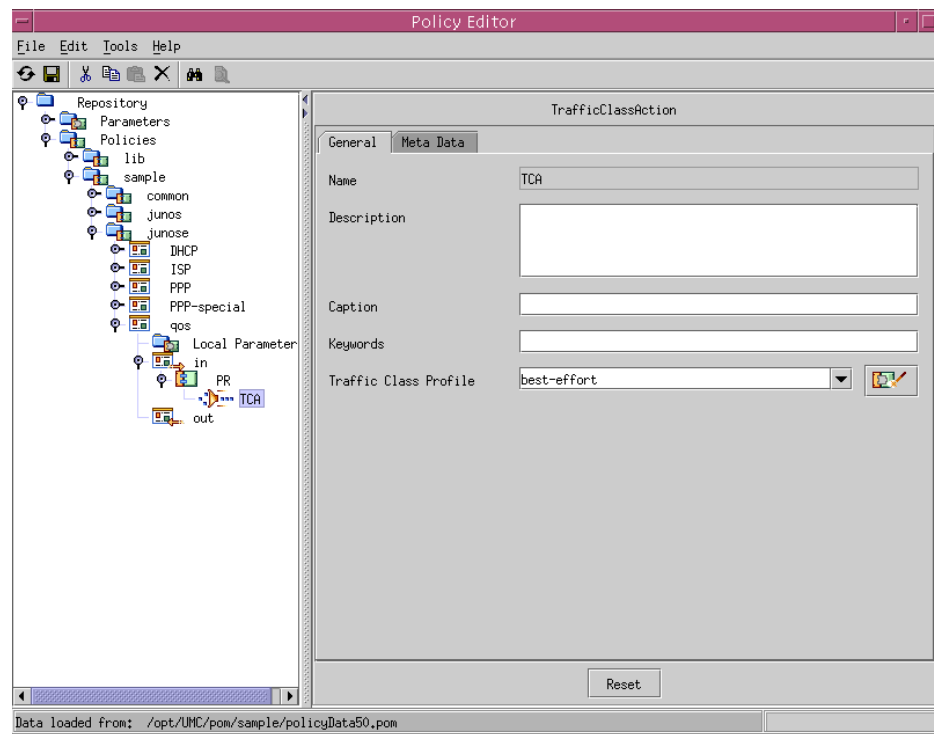 Policy Editor
File Edit Tools Help
Repository
Parameters
Policies
lib
sample
common
junos
junose
DHCP
ISP
PPP
PPP-special
qos
Local Parameter
in
PR
TCA
out
TrafficClassAction
General Meta Data
Name TCA
Description
Caption
Keywords
Traffic Class Profile best-effort
Reset
Data loaded from: /opt/UMC/pom/sample/policyData50.pom